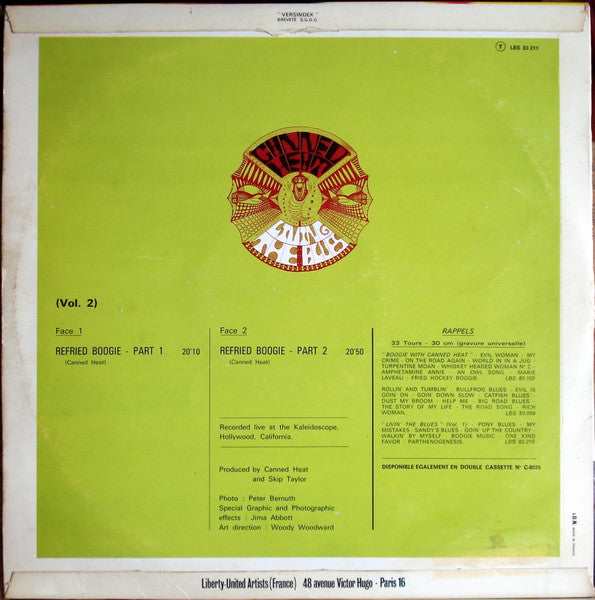 " VERSINDEX "
BREVETÉ S.G.D.G.
T LBS 83 211
CANNED
HEAT
LIVING
THE BLUES
(Vol. 2)
Face 1
REFRIED BOOGIE - PART 1 20'10
(Canned Heat)
Face 2
REFRIED BOOGIE - PART 2 20'50
(Canned Heat)
Recorded live at the Kaleidoscope,
Hollywood, California.
Produced by Canned Heat
and Skip Taylor
Photo : Peter Bernuth
Special Graphic and Photographic
effects : Jima Abbott
Art direction : Woody Woodward
RAPPELS
33 Tours - 30 cm (gravure universelle)
" BOOGIE WITH CANNED HEAT " - EVIL WOMAN - MY
CRIME - ON THE ROAD AGAIN - WORLD IN IN A JUG -
TURPENTINE MOAN - WHISKEY HEADED WOMAN N° 2 -
AMPHETAMINE ANNIE - AN OWL SONG - MARIE
LAVEAU - FRIED HOCKEY BOOGIE. LBS 83 103
ROLLIN' AND TUMBLIN' - BULLFROG BLUES - EVIL IS
GOIN' ON - GOIN' DOWN SLOW - CATFISH BLUES -
DUST MY BROOM - HELP ME - BIG ROAD BLUES -
THE STORY OF MY LIFE - THE ROAD SONG - RICH
WOMAN. LBS 83 059
" LIVIN' THE BLUES " (Vol. 1) - PONY BLUES - MY
MISTAKES - SANDY'S BLUES - GOIN' UP THE COUNTRY -
WALKIN BY MYSELF - BOOGIE MUSIC - ONE KIND
FAVOR - PARTHENOGENESIS. LBS 83 210
DISPONIBLE EGALEMENT EN DOUBLE CASSETTE N° C-8025
Liberty-United Artists (France) 48 avenue Victor Hugo - Paris 16